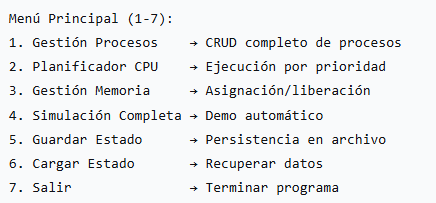 Menú Principal (1-7):
1. Gestión Procesos → CRUD completo de procesos
2. Planificador CPU → Ejecución por prioridad
3. Gestión Memoria → Asignación/liberación
4. Simulación Completa → Demo automático
5. Guardar Estado → Persistencia en archivo
6. Cargar Estado → Recuperar datos
7. Salir → Terminar programa